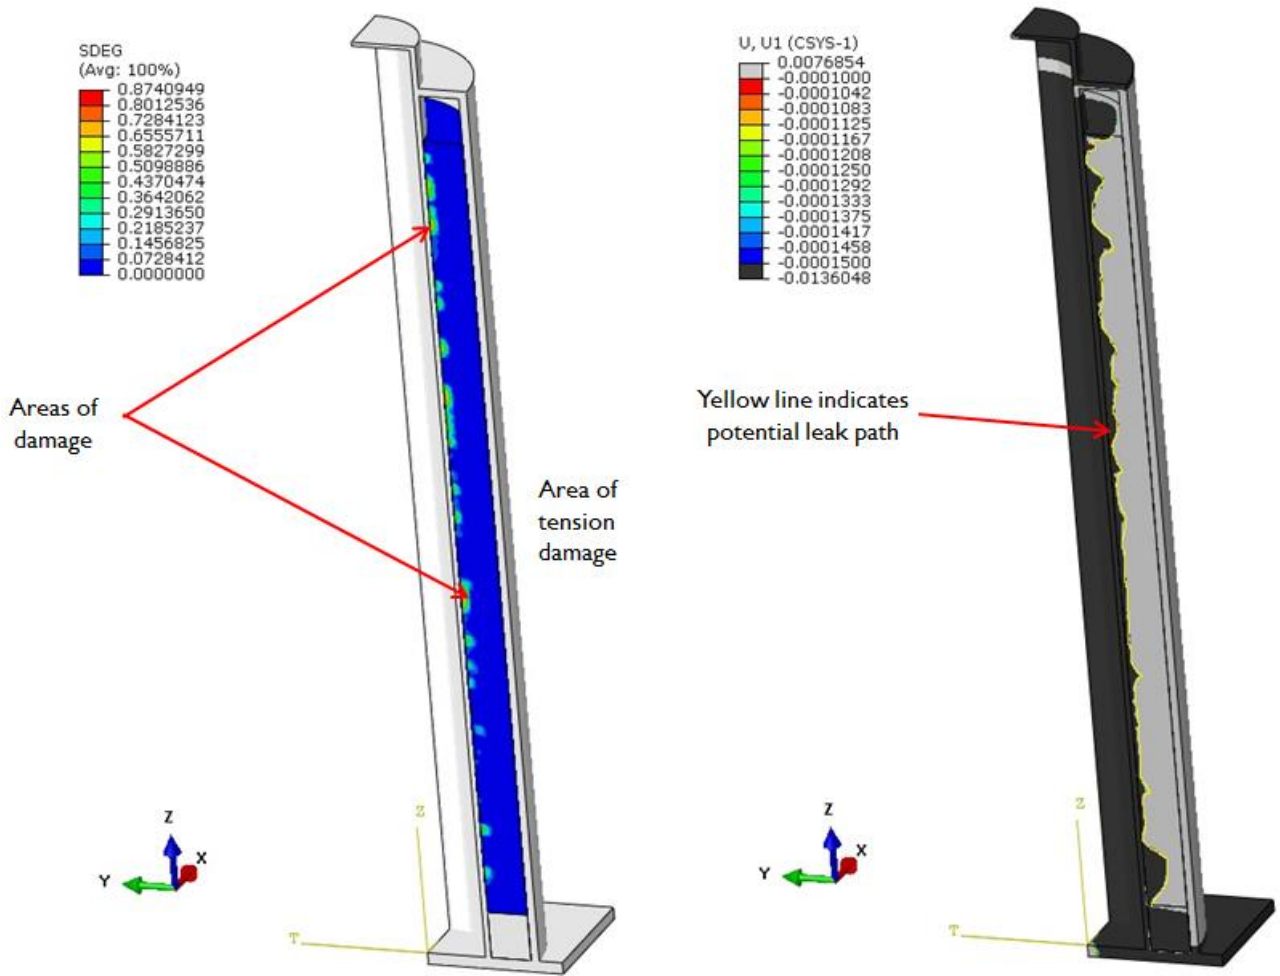 SDEG
(Avg: 100%)
0.8740949
0.8012536
0.7284123
0.6555711
0.5827299
0.5098886
0.4370474
0.3642062
0.2913650
0.2185237
0.1456825
0.0728412
0.0000000
Areas of
damage
Area of
tension
damage
Z
X
Y
Z
T
U, U1 (CSYS-1)
0.0076854
-0.0001000
-0.0001042
-0.0001083
-0.0001125
-0.0001167
-0.0001208
-0.0001250
-0.0001292
-0.0001333
-0.0001375
-0.0001417
-0.0001458
-0.0001500
-0.0136048
Yellow line indicates
potential leak path
Z
X
Y
Z
T